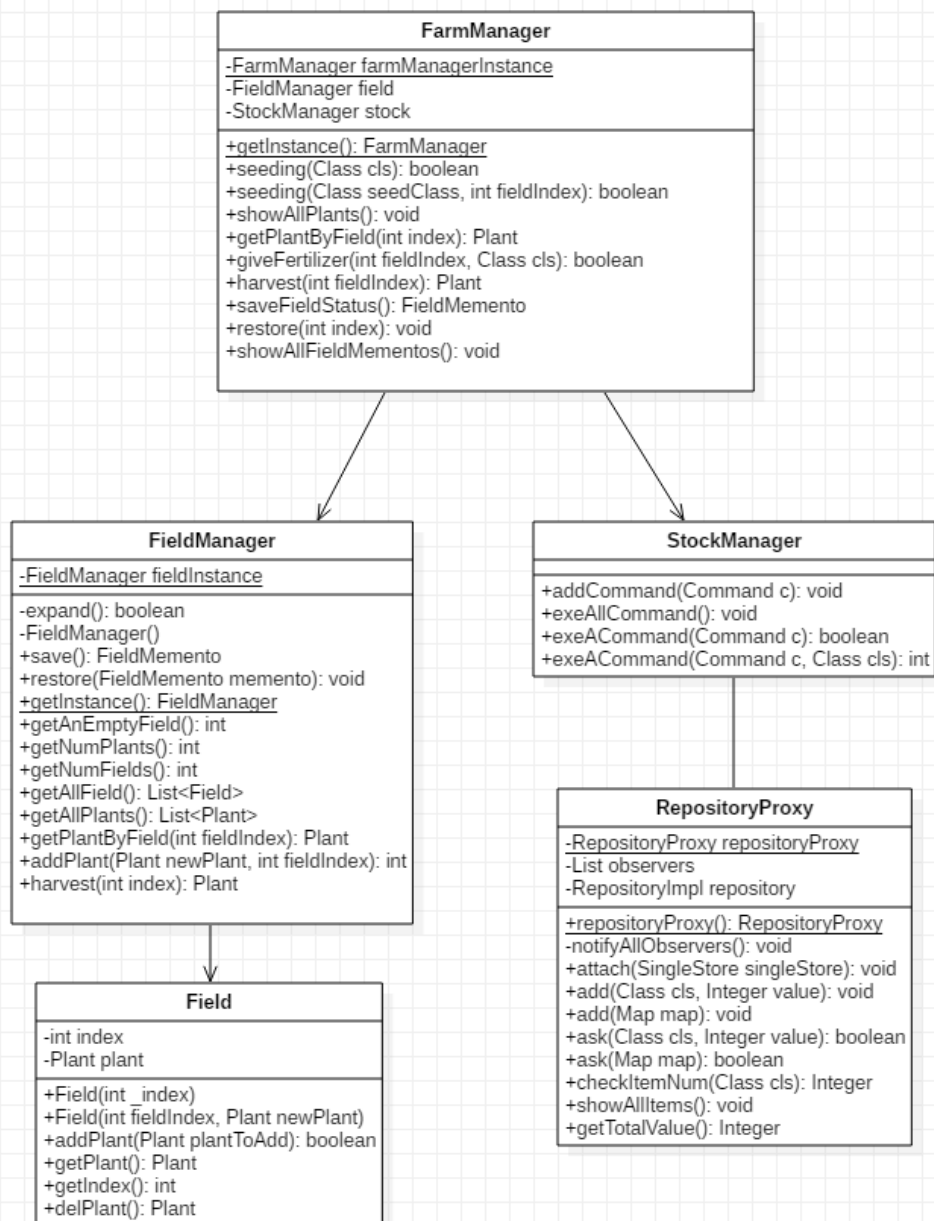 FarmManager
-FarmManager farmManagerInstance
-FieldManager field
-StockManager stock
+getInstance(): FarmManager
+seeding(Class cls): boolean
+seeding(Class seedClass, int fieldIndex): boolean
+showAllPlants(): void
+getPlantByField(int index): Plant
+giveFertilizer(int fieldIndex, Class cls): boolean
+harvest(int fieldIndex): Plant
+saveFieldStatus(): FieldMemento
+restore(int index): void
+showAllFieldMementos(): void
FieldManager
-FieldManager fieldInstance
-expand(): boolean
-FieldManager()
+save(): FieldMemento
+restore(FieldMemento memento): void
+getInstance(): FieldManager
+getAnEmptyField(): int
+getNumPlants(): int
+getNumFields(): int
+getAllField(): List<Field>
+getAllPlants(): List<Plant>
+getPlantByField(int fieldIndex): Plant
+addPlant(Plant newPlant, int fieldIndex): int
+harvest(int index): Plant
StockManager
+addCommand(Command c): void
+exeAllCommand(): void
+exeACommand(Command c): boolean
+exeACommand(Command c, Class cls): int
RepositoryProxy
-RepositoryProxy repositoryProxy
-List observers
-RepositoryImpl repository
+repositoryProxy(): RepositoryProxy
-notifyAllObservers(): void
+attach(SingleStore singleStore): void
+add(Class cls, Integer value): void
+add(Map map): void
+ask(Class cls, Integer value): boolean
+ask(Map map): boolean
+checkItemNum(Class cls): Integer
+showAllItems(): void
+getTotalValue(): Integer
Field
-int index
-Plant plant
+Field(int _index)
+Field(int fieldIndex, Plant newPlant)
+addPlant(Plant plantToAdd): boolean
+getPlant(): Plant
+getIndex(): int
+delPlant(): Plant